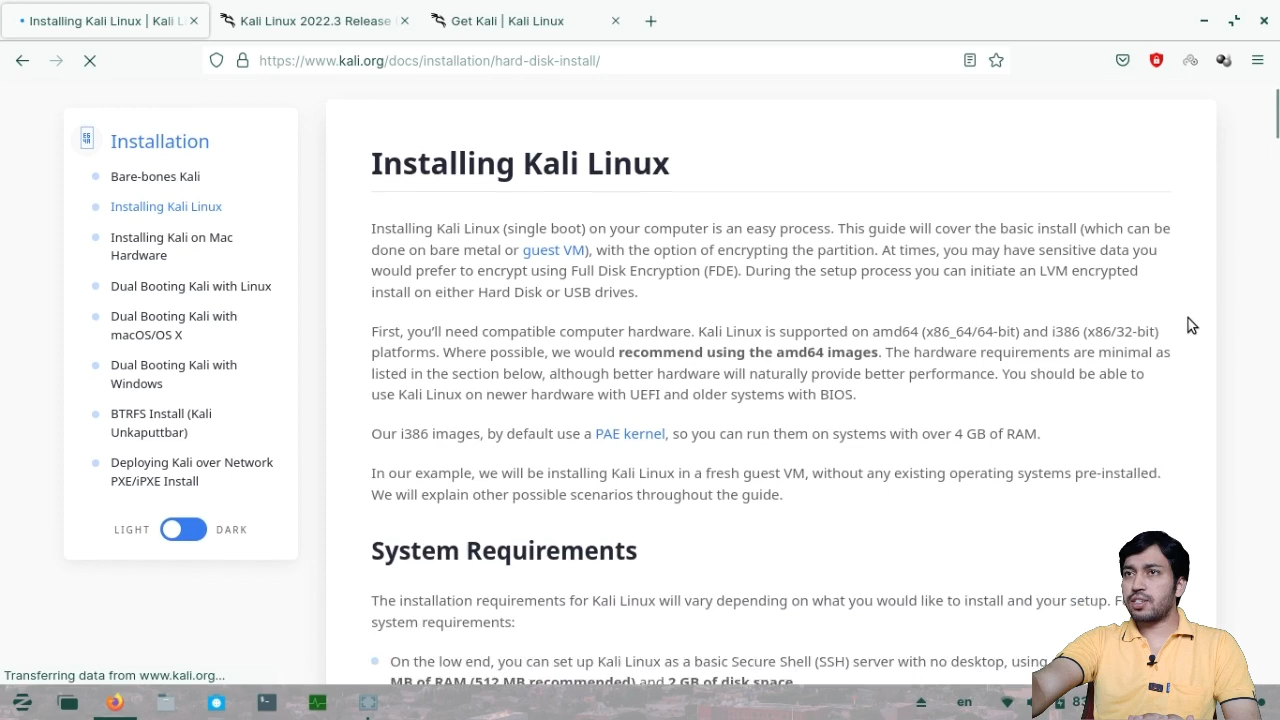 Installing Kali Linux | Kali L
Kali Linux 2022.3 Release
Get Kali | Kali Linux
https://www.kali.org/docs/installation/hard-disk-install/
Installation
Bare-bones Kali
Installing Kali Linux
Installing Kali on Mac
Hardware
Dual Booting Kali with Linux
Dual Booting Kali with
macOS/OS X
Dual Booting Kali with
Windows
BTRFS Install (Kali
Unkaputtbar)
Deploying Kali over Network
PXE/iPXE Install
LIGHT DARK
Installing Kali Linux
Installing Kali Linux (single boot) on your computer is an easy process. This guide will cover the basic install (which can be
done on bare metal or guest VM), with the option of encrypting the partition. At times, you may have sensitive data you
would prefer to encrypt using Full Disk Encryption (FDE). During the setup process you can initiate an LVM encrypted
install on either Hard Disk or USB drives.
First, you’ll need compatible computer hardware. Kali Linux is supported on amd64 (x86_64/64-bit) and i386 (x86/32-bit)
platforms. Where possible, we would recommend using the amd64 images. The hardware requirements are minimal as
listed in the section below, although better hardware will naturally provide better performance. You should be able to
use Kali Linux on newer hardware with UEFI and older systems with BIOS.
Our i386 images, by default use a PAE kernel, so you can run them on systems with over 4 GB of RAM.
In our example, we will be installing Kali Linux in a fresh guest VM, without any existing operating systems pre-installed.
We will explain other possible scenarios throughout the guide.
System Requirements
The installation requirements for Kali Linux will vary depending on what you would like to install and your setup.
system requirements:
On the low end, you can set up Kali Linux as a basic Secure Shell (SSH) server with no desktop, using
MB of RAM (512 MB recommended) and 2 GB of disk space
Transferring data from www.kali.org...
en